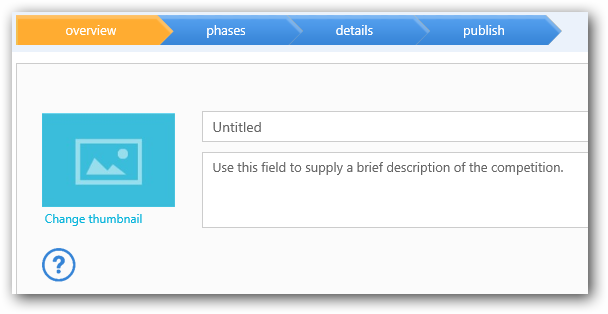 overview
phases
details
publish
Untitled
Use this field to supply a brief description of the competition.
Change thumbnail
?